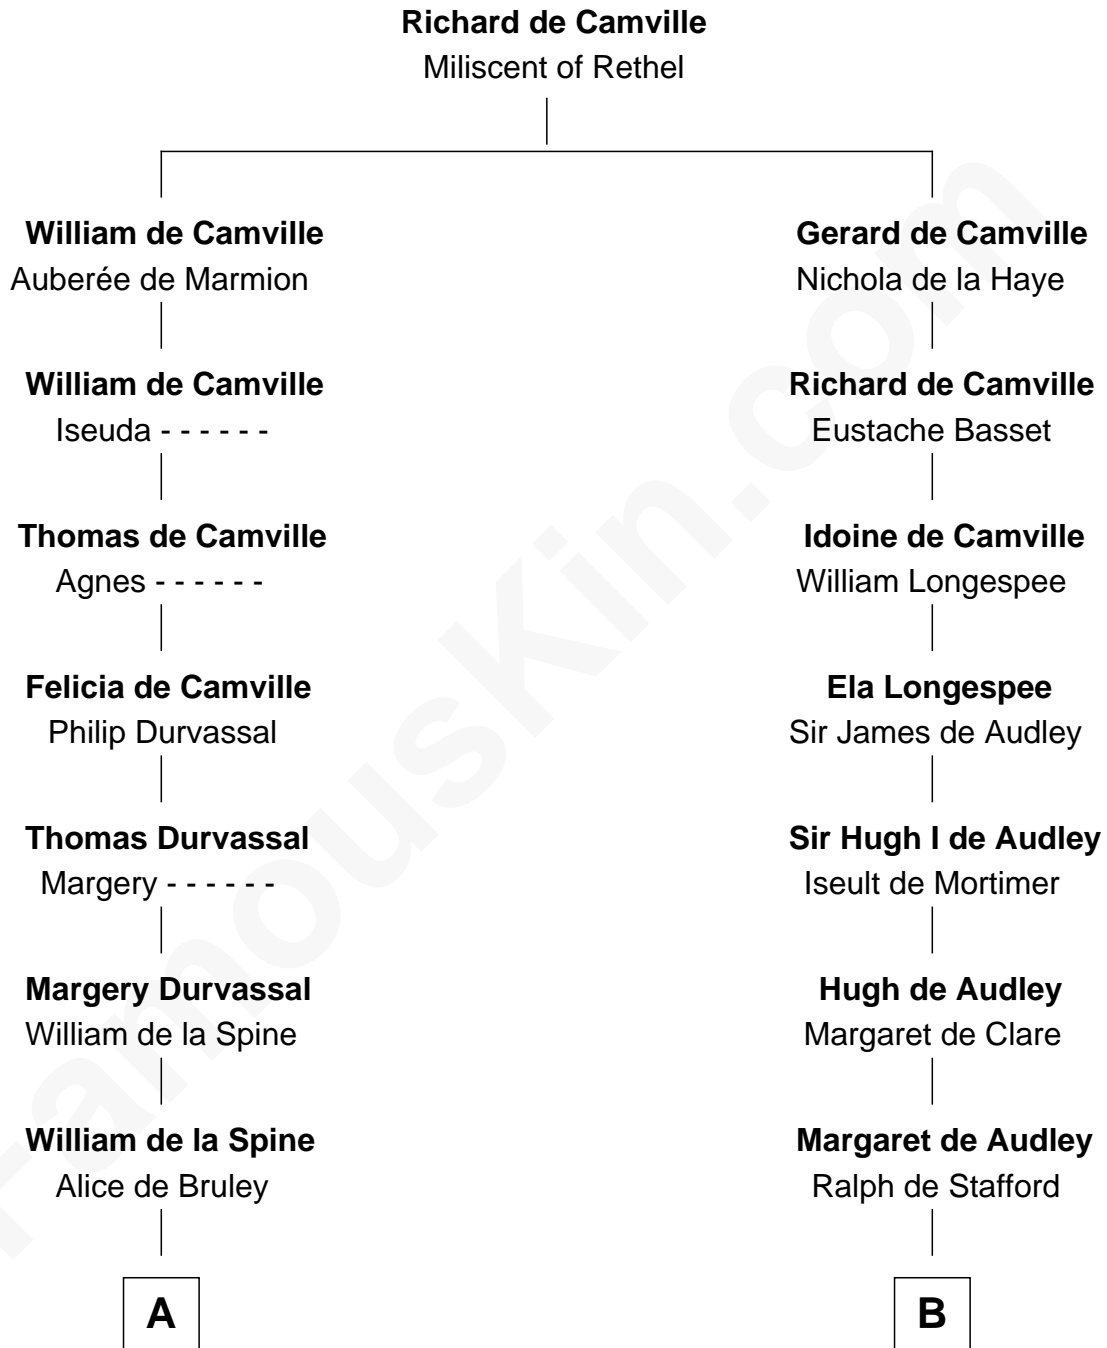 Richard de Camville
Miliscent of Rethel
William de Camville
Auberée de Marmion
Gerard de Camville
Nichola de la Haye
William de Camville
Iseuda - - - - - -
Richard de Camville
Eustache Basset
Thomas de Camville
Agnes - - - - - -
Idoine de Camville
William Longespee
Felicia de Camville
Philip Durvassal
Ela Longespee
Sir James de Audley
Thomas Durvassal
Margery - - - - - -
Sir Hugh I de Audley
Iseult de Mortimer
Margery Durvassal
William de la Spine
Hugh de Audley
Margaret de Clare
William de la Spine
Alice de Bruley
Margaret de Audley
Ralph de Stafford
A
B
FamousKin.com